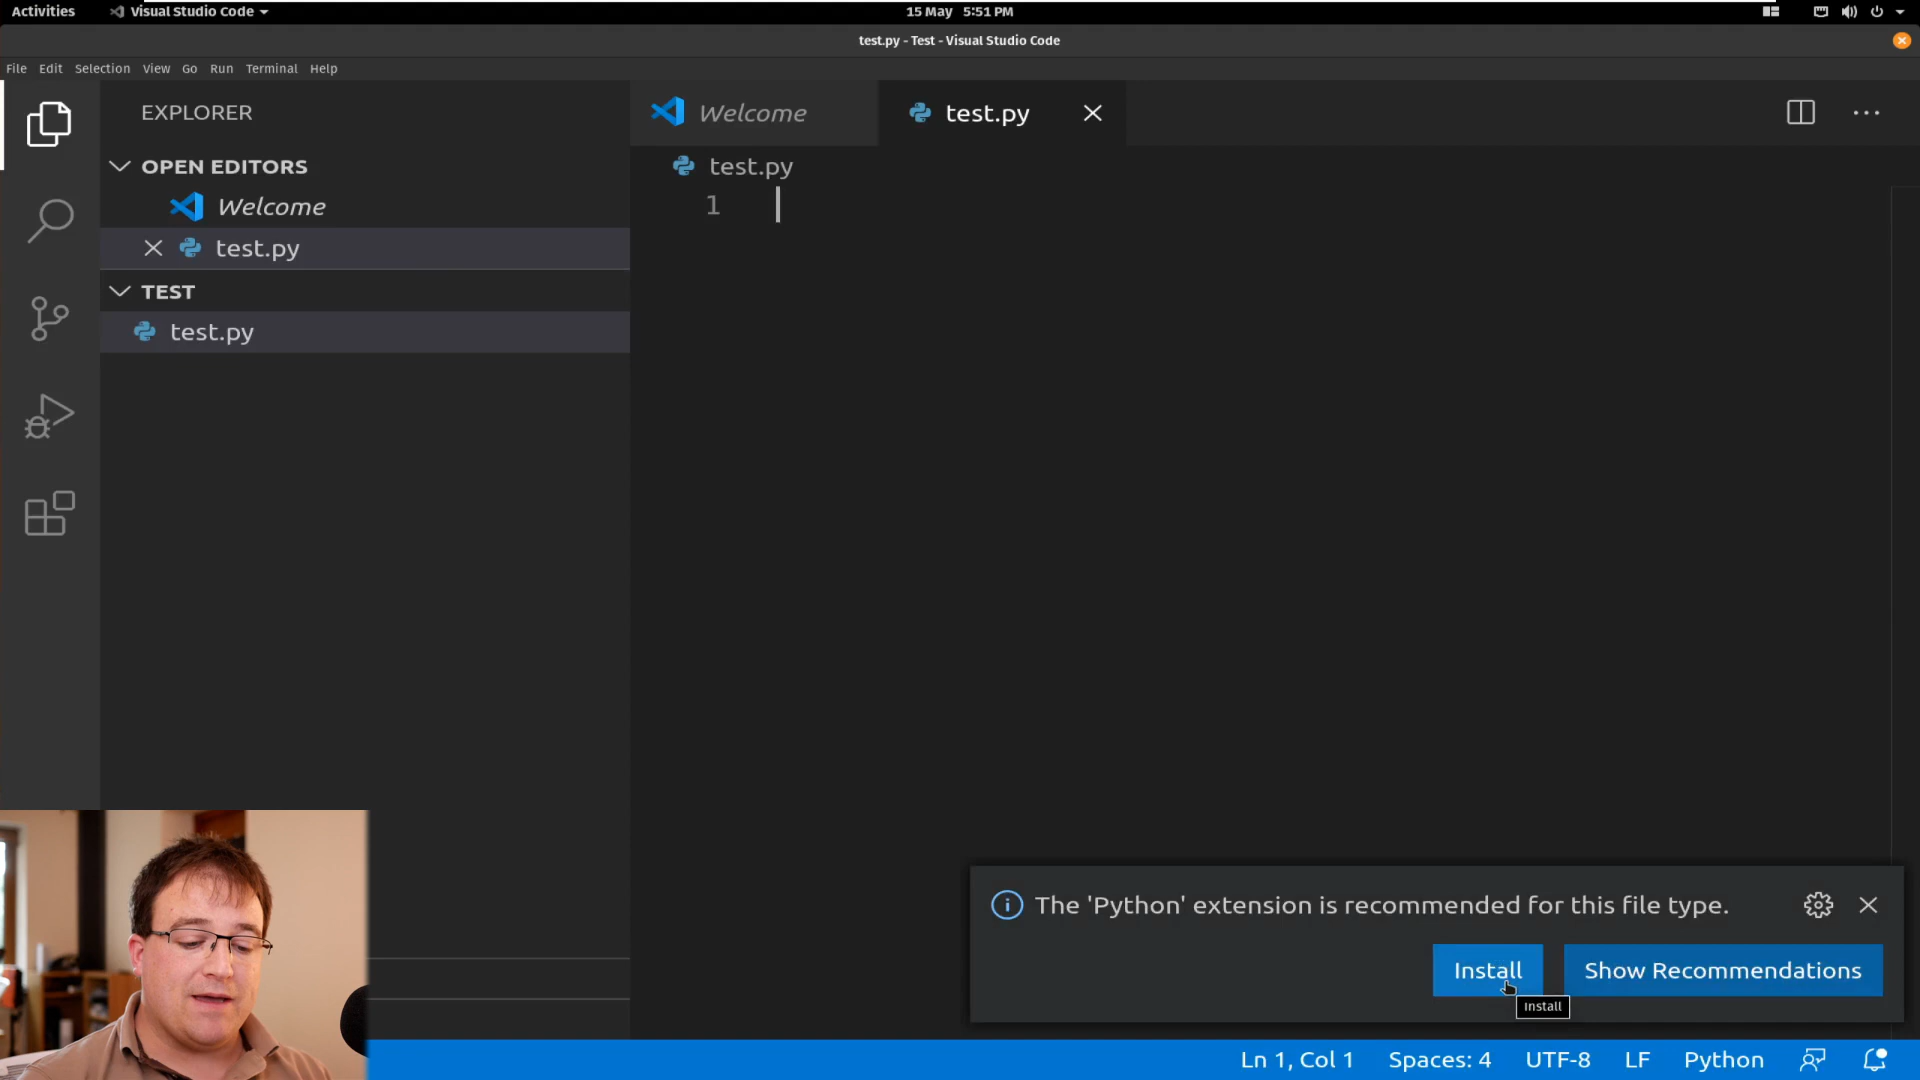 Activities
Visual Studio Code
15 May 5:51 PM
test.py - Test - Visual Studio Code
File Edit Selection View Go Run Terminal Help
EXPLORER
OPEN EDITORS
Welcome
test.py
TEST
test.py
Welcome
test.py
test.py
1
The 'Python' extension is recommended for this file type.
Install
Show Recommendations
Install
Ln 1, Col 1
Spaces: 4
UTF-8
LF
Python